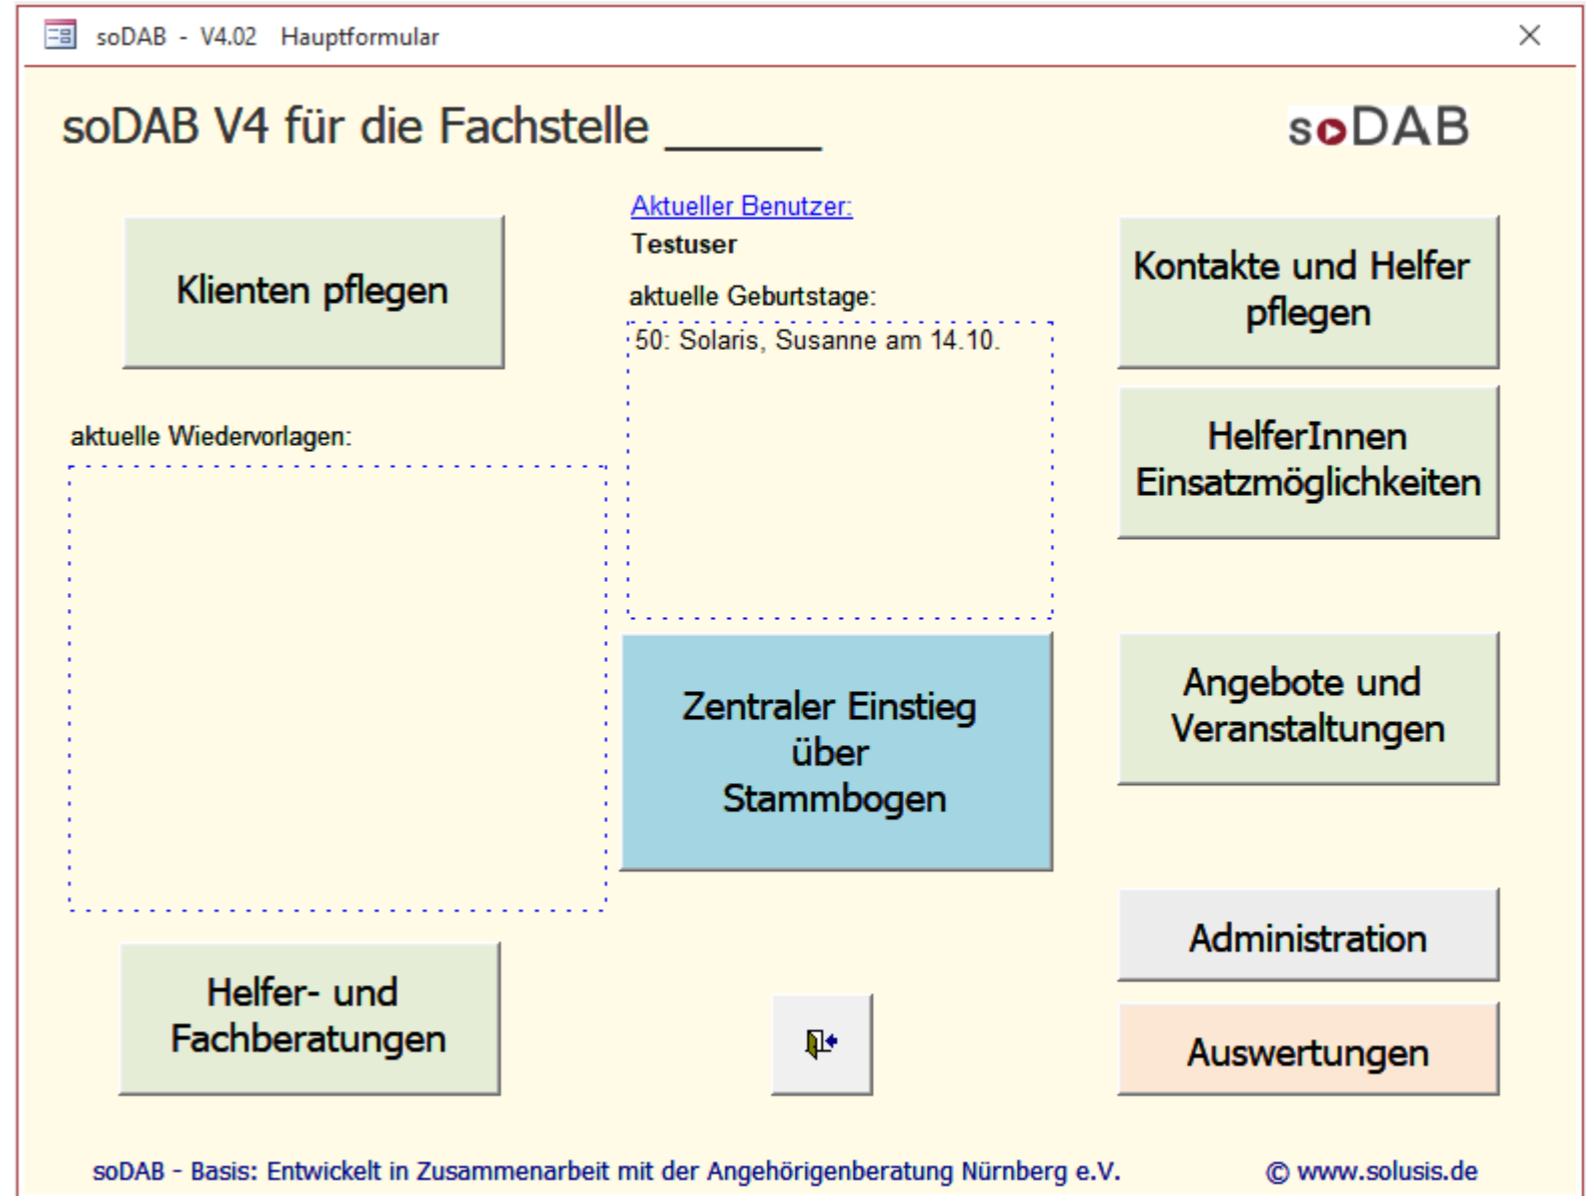 soDAB - V4.02 Hauptformular
soDAB V4 für die Fachstelle ______
soDAB
Klienten pflegen
Aktueller Benutzer:
Testuser
aktuelle Geburtstage:
50: Solaris, Susanne am 14.10.
Kontakte und Helfer
pflegen
HelferInnen
Einsatzmöglichkeiten
aktuelle Wiedervorlagen:
Zentraler Einstieg
über
Stammbogen
Angebote und
Veranstaltungen
Helfer- und
Fachberatungen
Administration
Auswertungen
soDAB - Basis: Entwickelt in Zusammenarbeit mit der Angehörigenberatung Nürnberg e.V.
© www.solusis.de